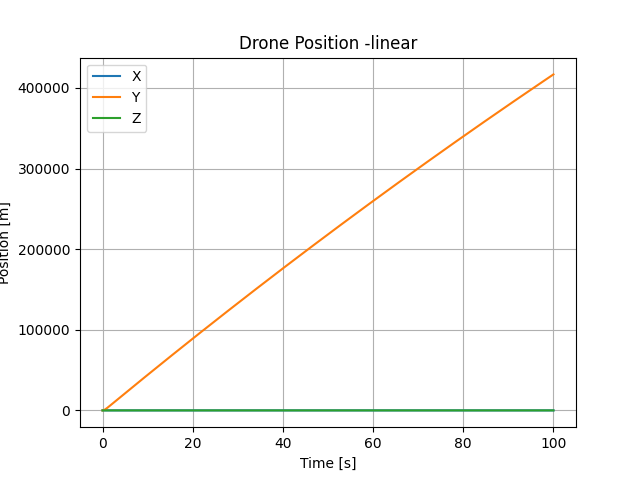 Drone Position -linear
X
Y
Z
400000
300000
200000
100000
0
Position [m]
0 20 40 60 80 100
Time [s]